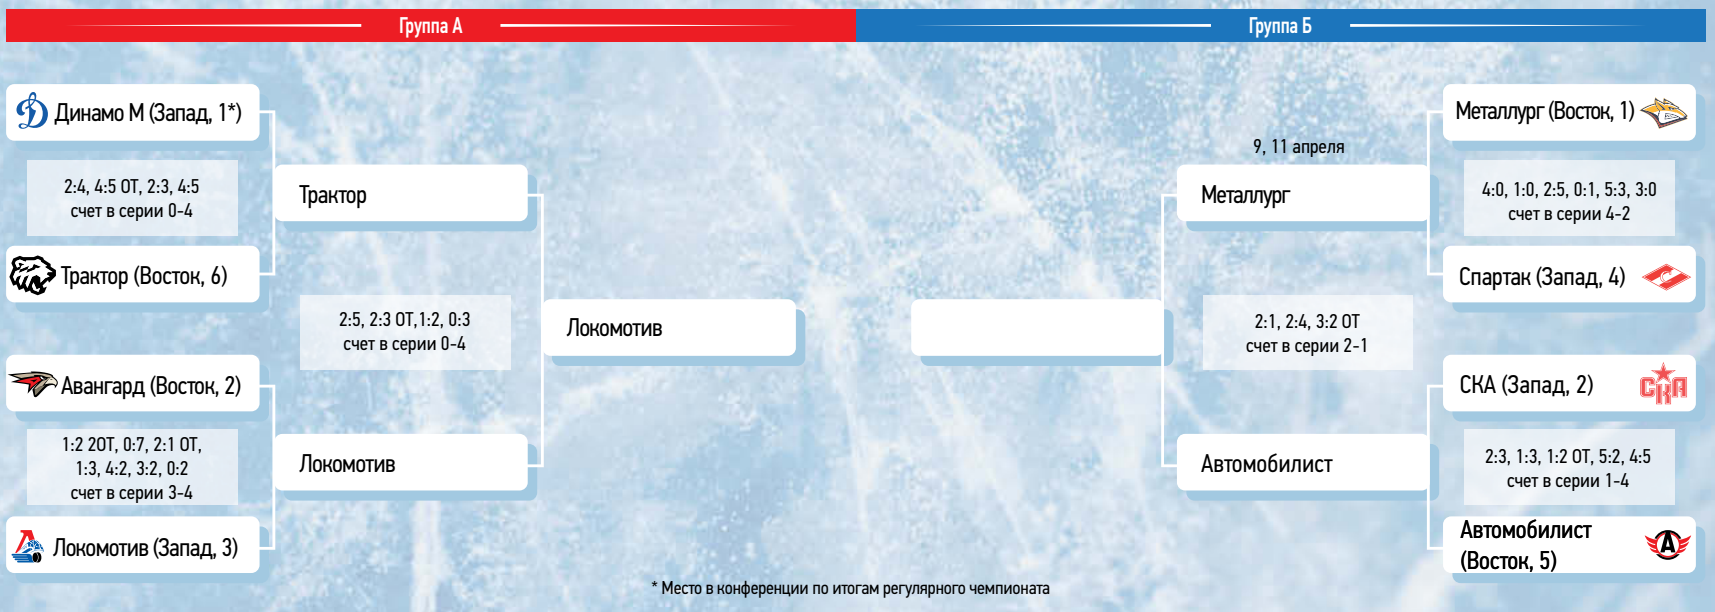 Группа А
Группа Б
Динамо М (Запад, 1*)
2:4, 4:5 ОТ, 2:3, 4:5
счет в серии 0-4
Трактор (Восток, 6)
Трактор
2:5, 2:3 ОТ,1:2, 0:3
счет в серии 0-4
Авангард (Восток, 2)
1:2 2ОТ, 0:7, 2:1 ОТ,
1:3, 4:2, 3:2, 0:2
счет в серии 3-4
Локомотив (Запад, 3)
Локомотив
Локомотив
9, 11 апреля
Металлург
2:1, 2:4, 3:2 ОТ
счет в серии 2-1
Автомобилист
Металлург (Восток, 1)
4:0, 1:0, 2:5, 0:1, 5:3, 3:0
счет в серии 4-2
Спартак (Запад, 4)
СКА (Запад, 2)
СКА
2:3, 1:3, 1:2 ОТ, 5:2, 4:5
счет в серии 1-4
Автомобилист
(Восток, 5)
* Место в конференции по итогам регулярного чемпионата